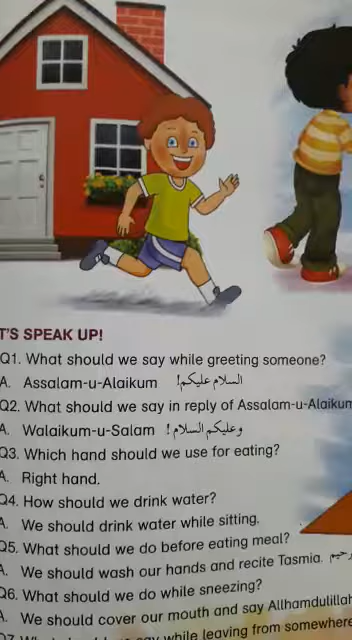 T'S SPEAK UP!
Q1. What should we say while greeting someone?
A. Assalam-u-Alaikum السلام علیکم!
Q2. What should we say in reply of Assalam-u-Alaikum
A. Walaikum-u-Salam وعلیکم السلام!
Q3. Which hand should we use for eating?
A. Right hand.
Q4. How should we drink water?
A. We should drink water while sitting.
Q5. What should we do before eating meal?
A. We should wash our hands and recite Tasmia.
Q6. What should we do while sneezing?
A. We should cover our mouth and say Allhamdulillah
say while leaving from somewhere